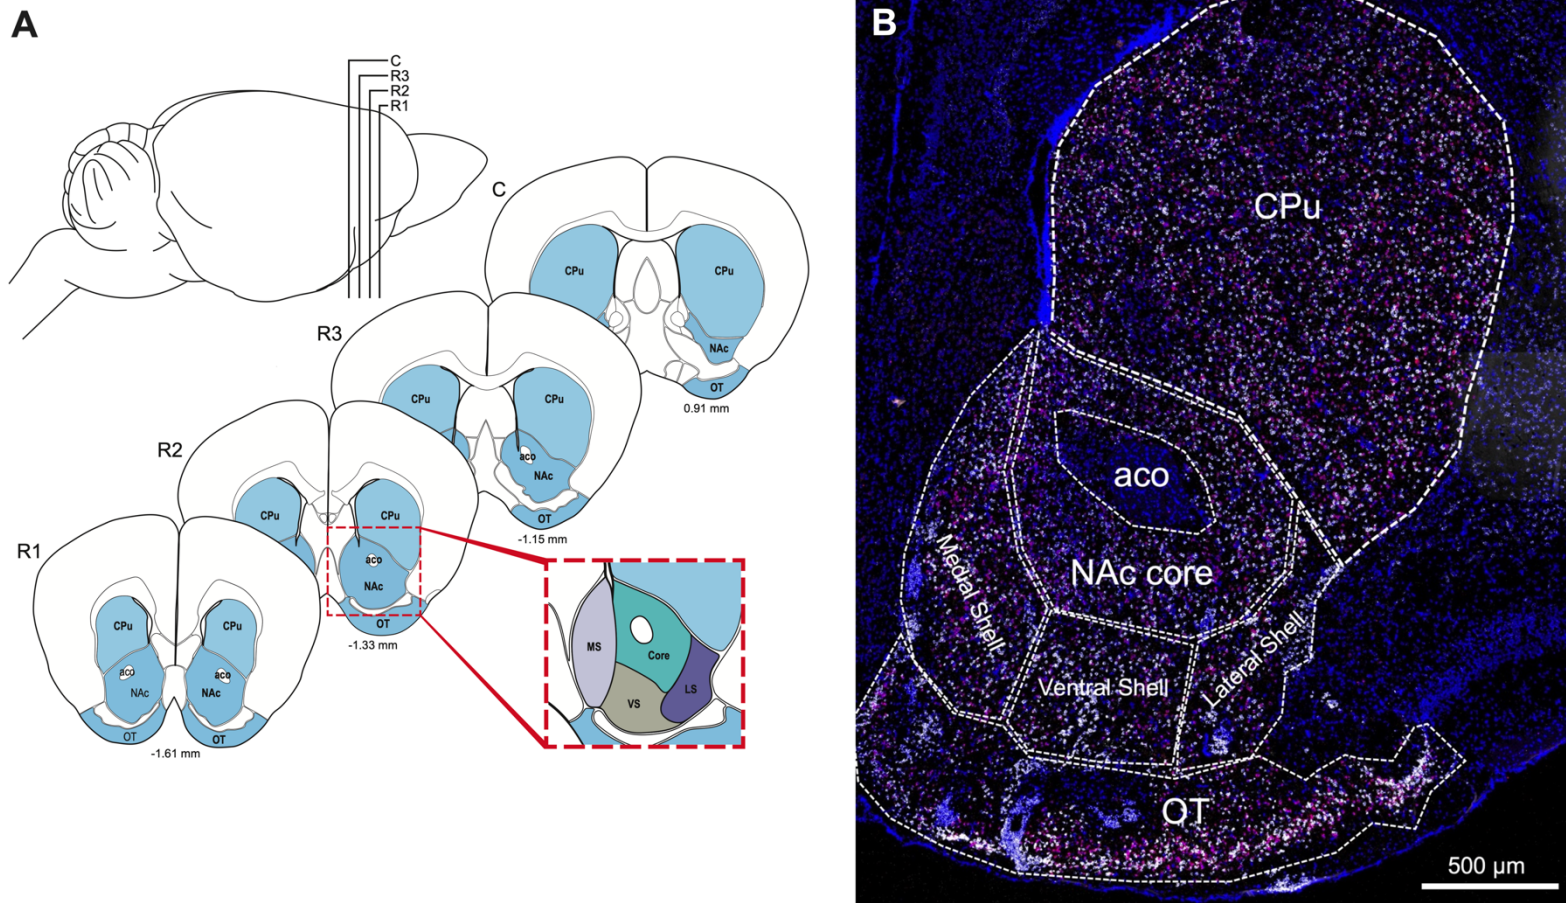 A
C
R3
R2
R1
C
CPu
CPu
NAc
OT
0.91 mm
R3
CPu
CPu
aco
NAc
OT
-1.15 mm
R2
CPu
CPu
aco
NAc
OT
-1.33 mm
R1
CPu
CPu
aco
aco
NAc
NAc
OT
OT
-1.61 mm
MS
Core
LS
VS
B
CPu
aco
NAc core
Medial Shell
Ventral Shell
Lateral Shell
OT
500 µm